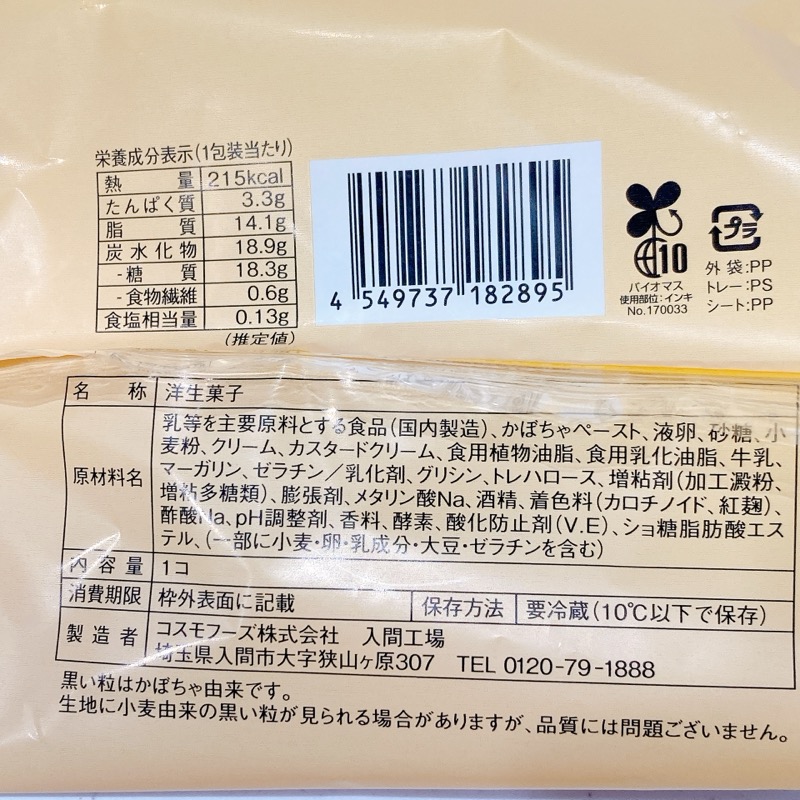 栄養成分表示(1包装当たり)
熱量 215kcal
たんぱく質 3.3g
脂質 14.1g
炭水化物 18.9g
-糖質 18.3g
-食物繊維 0.6g
食塩相当量 0.13g
(推定値)
4 549737 182895
10
バイオマス
使用部位:インキ
No.170033
プラ
外袋:PP
トレー:PS
シート:PP
名称 洋生菓子
原材料名
乳等を主要原料とする食品(国内製造)、かぼちゃペースト、液卵、砂糖、小
麦粉、クリーム、カスタードクリーム、食用植物油脂、食用乳化油脂、牛乳、
マーガリン、ゼラチン/乳化剤、グリシン、トレハロース、増粘剤(加工澱粉、
増粘多糖類)、膨張剤、メタリン酸Na、酒精、着色料(カロチノイド、紅麹)、
酢酸Na、pH調整剤、香料、酵素、酸化防止剤(V.E)、ショ糖脂肪酸エス
テル、(一部に小麦・卵・乳成分・大豆・ゼラチンを含む)
内容量 1コ
消費期限 枠外表面に記載 保存方法 要冷蔵(10℃以下で保存)
製造者 コスモフーズ株式会社 入間工場
埼玉県入間市大字狭山ヶ原307 TEL 0120-79-1888
黒い粒はかぼちゃ由来です。
生地に小麦由来の黒い粒が見られる場合がありますが、品質には問題ございません。